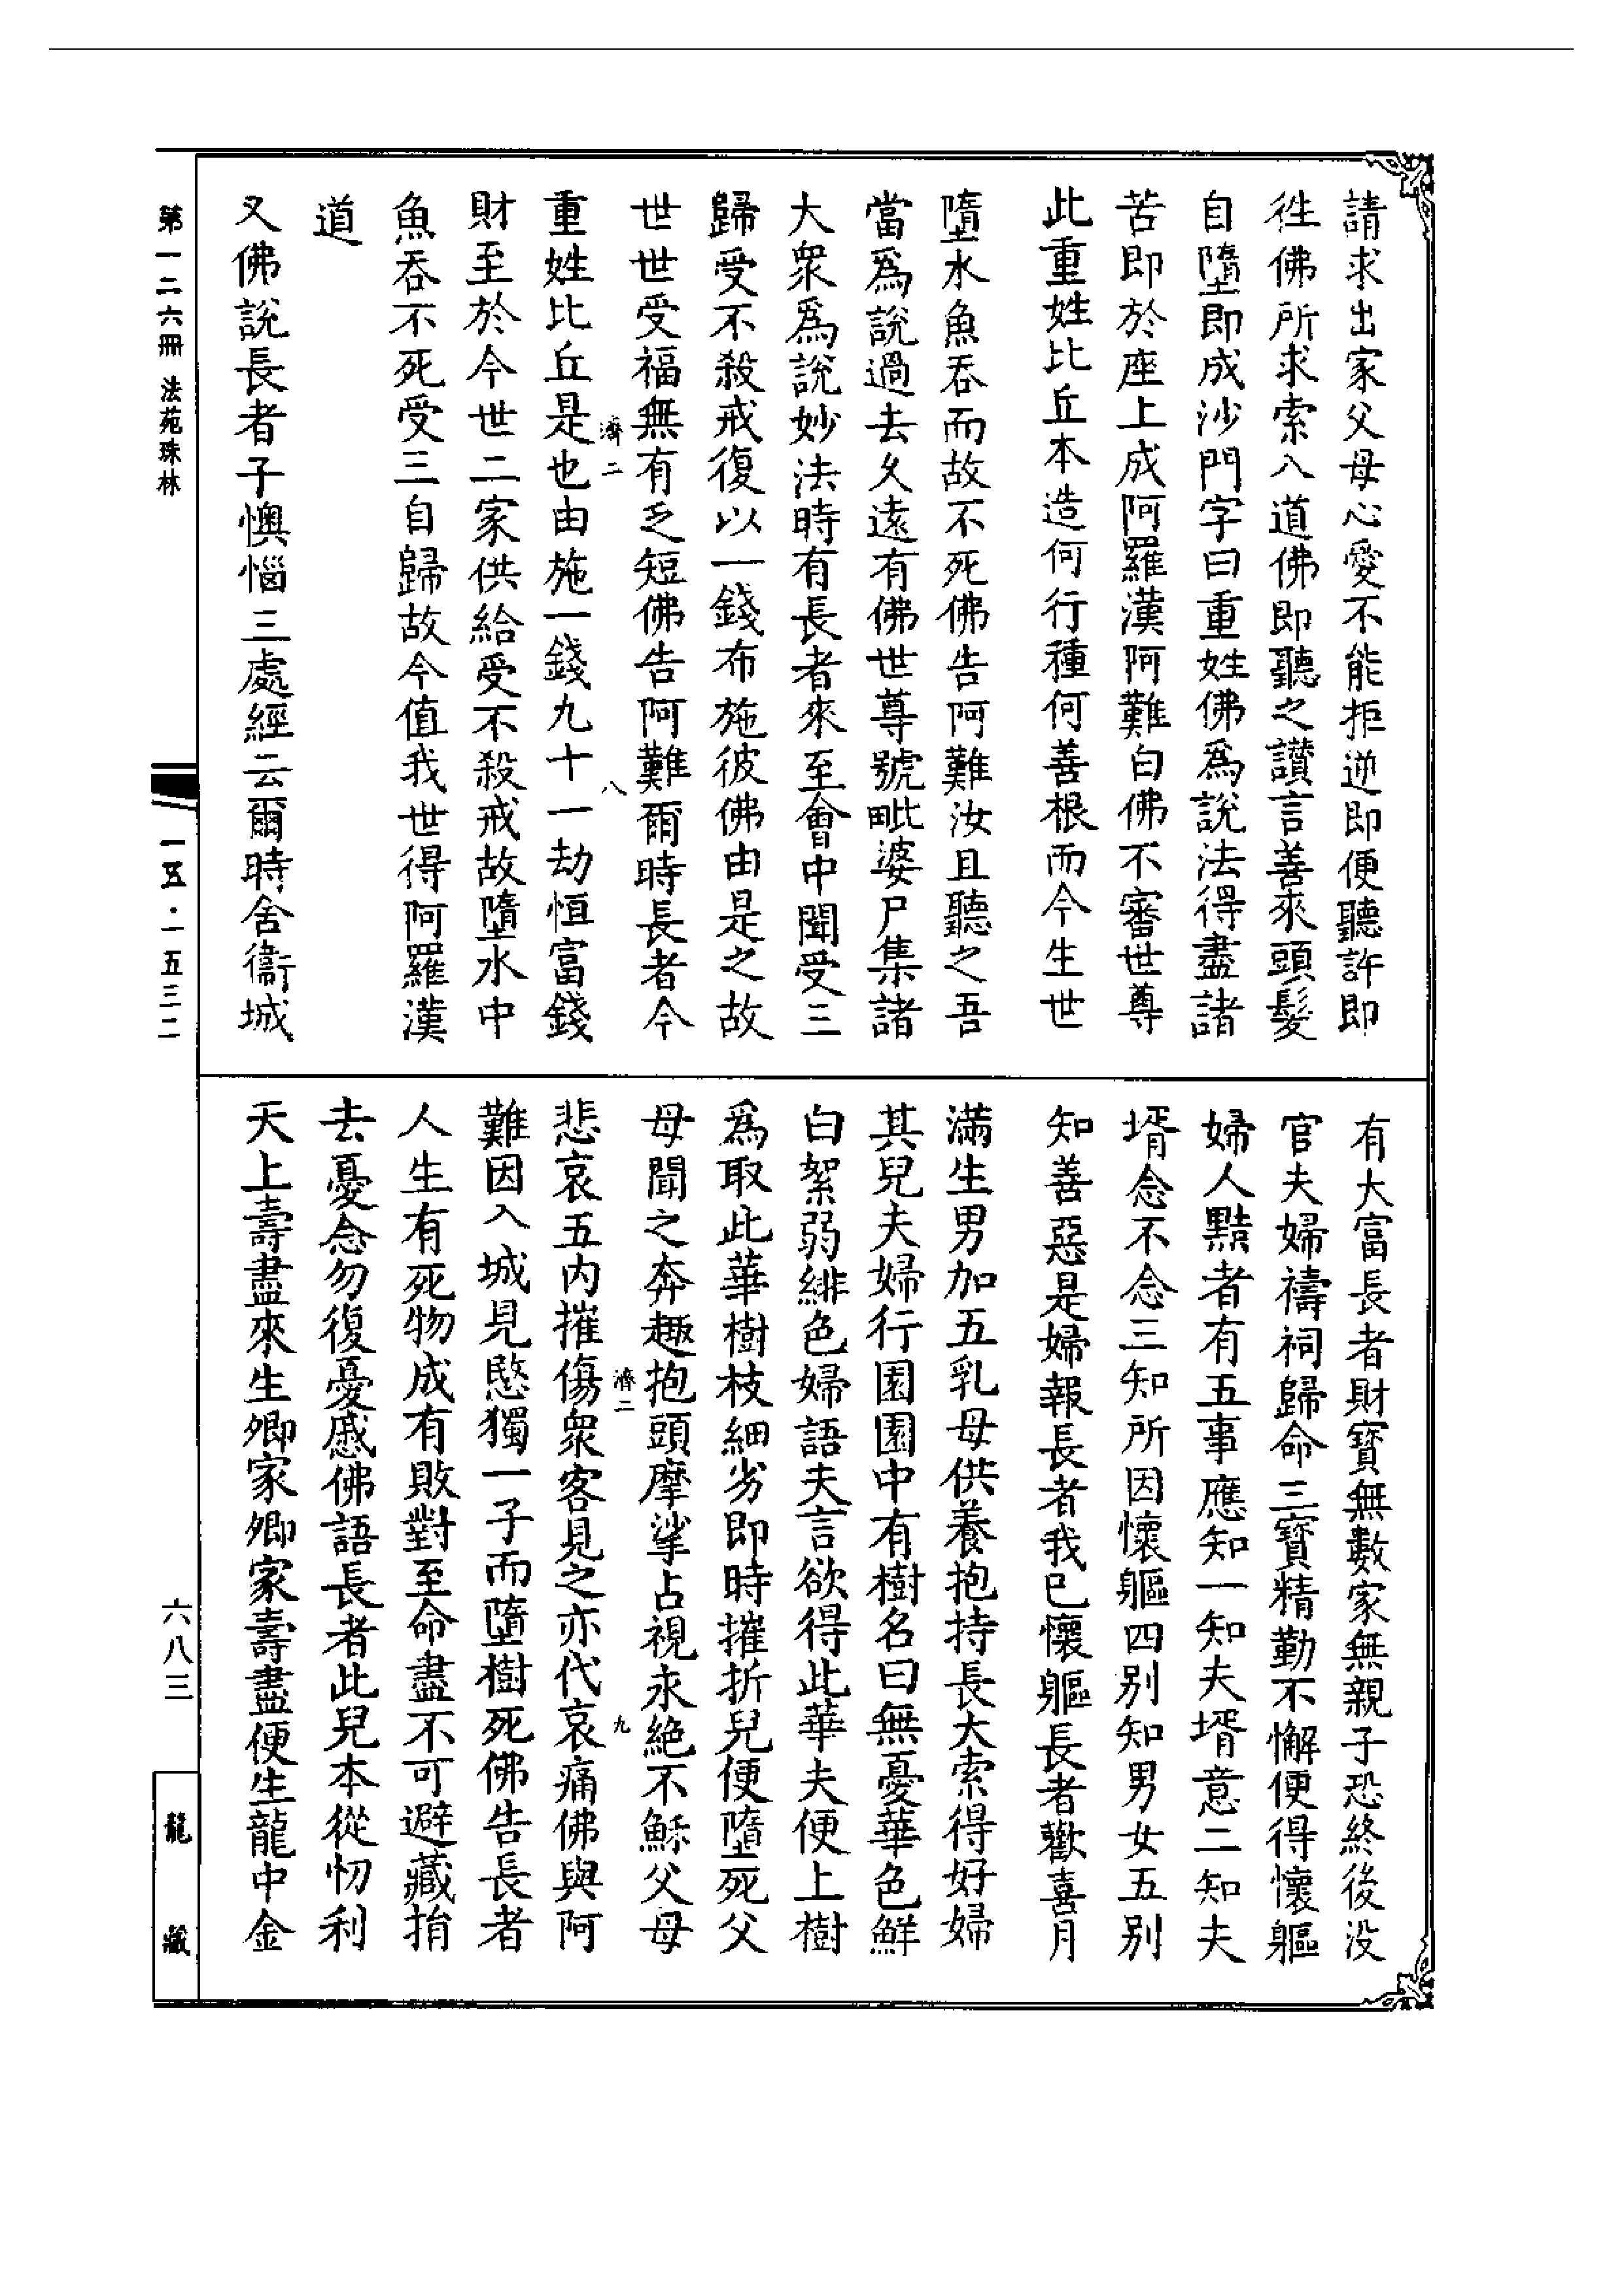 請求出家父母心愛不能拒逆即便聽許即
徃佛所求索入道佛即聽之讚言善來頭髮
自墮即成沙門字曰重姓佛爲說法得盡諸
苦即於座上成阿羅漢阿難白佛不審世尊
此重姓比丘本造何行種何善根而今生世
墮水魚吞而故不死佛告阿難汝且聽之吾
當爲說過去久遠有佛世尊號毗婆尸集諸
大衆爲說妙法時有長者來至會中聞受三
歸受不殺戒復以一錢布施彼佛由是之故
世世受福無有乏短佛告阿難爾時長者今
濟二 八
重姓比丘是也由施一錢九十一劫恒富錢
財至於今世二家供給受不殺戒故墮水中
魚吞不死受三自歸故今值我世得阿羅漢
道
又佛說長者子懊惱三處經云爾時舍衞城
有大富長者財寶無數家無親子恐終後没
官夫婦禱祠歸命三寶精勤不懈便得懷軀
婦人黠者有五事應知一知夫壻意二知夫
壻念不念三知所因懷軀四别知男女五别
知善惡是婦報長者我已懷軀長者歡喜月
滿生男加五乳母供養抱持長大索得好婦
其兒夫婦行園園中有樹名曰無憂華色鮮
白絮弱緋色婦語夫言欲得此華夫便上樹
爲取此華樹枝細劣即時摧折兒便墮死父
母聞之奔趣抱頭摩挲占視永絕不穌父母
濟二 九
悲哀五内摧傷衆客見之亦代哀痛佛與阿
難因入城見愍獨一子而墮樹死佛告長者
人生有死物成有敗對至命盡不可避藏捐
去憂念勿復憂慼佛語長者此兒本從忉利
天上壽盡來生卿家卿家壽盡便生龍中金
第一二六冊 法苑珠林
一五·一五三二
六八三
龍藏